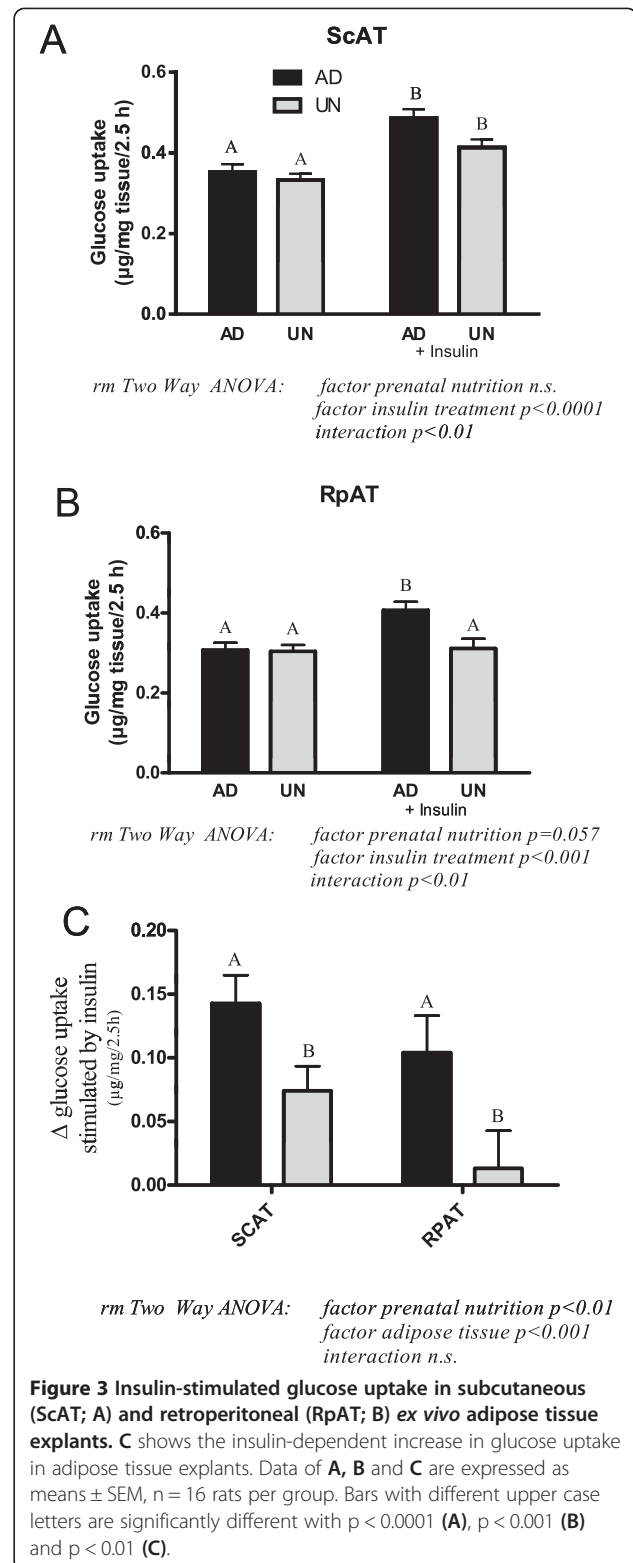 A
ScAT
Glucose uptake
(µg/mg tissue/2.5 h)
0.6
0.4
0.2
0.0
AD
UN
A
A
B
B
AD UN AD UN
+ Insulin
rm Two Way ANOVA: factor prenatal nutrition n.s.
factor insulin treatment p<0.0001
interaction p<0.01
B
RpAT
Glucose uptake
(µg/mg tissue/2.5 h)
0.6
0.4
0.2
0.0
A
A
B
A
AD UN AD UN
+ Insulin
rm Two Way ANOVA: factor prenatal nutrition p=0.057
factor insulin treatment p<0.001
interaction p<0.01
C
Δ glucose uptake
stimulated by insulin
(µg/mg/2.5h)
0.20
0.15
0.10
0.05
0.00
A
B
A
B
SCAT
RPAT
rm Two Way ANOVA: factor prenatal nutrition p<0.01
factor adipose tissue p<0.001
interaction n.s.
Figure 3 Insulin-stimulated glucose uptake in subcutaneous
(ScAT; A) and retroperitoneal (RpAT; B) ex vivo adipose tissue
explants. C shows the insulin-dependent increase in glucose uptake
in adipose tissue explants. Data of A, B and C are expressed as
means ± SEM, n = 16 rats per group. Bars with different upper case
letters are significantly different with p < 0.0001 (A), p < 0.001 (B)
and p < 0.01 (C).